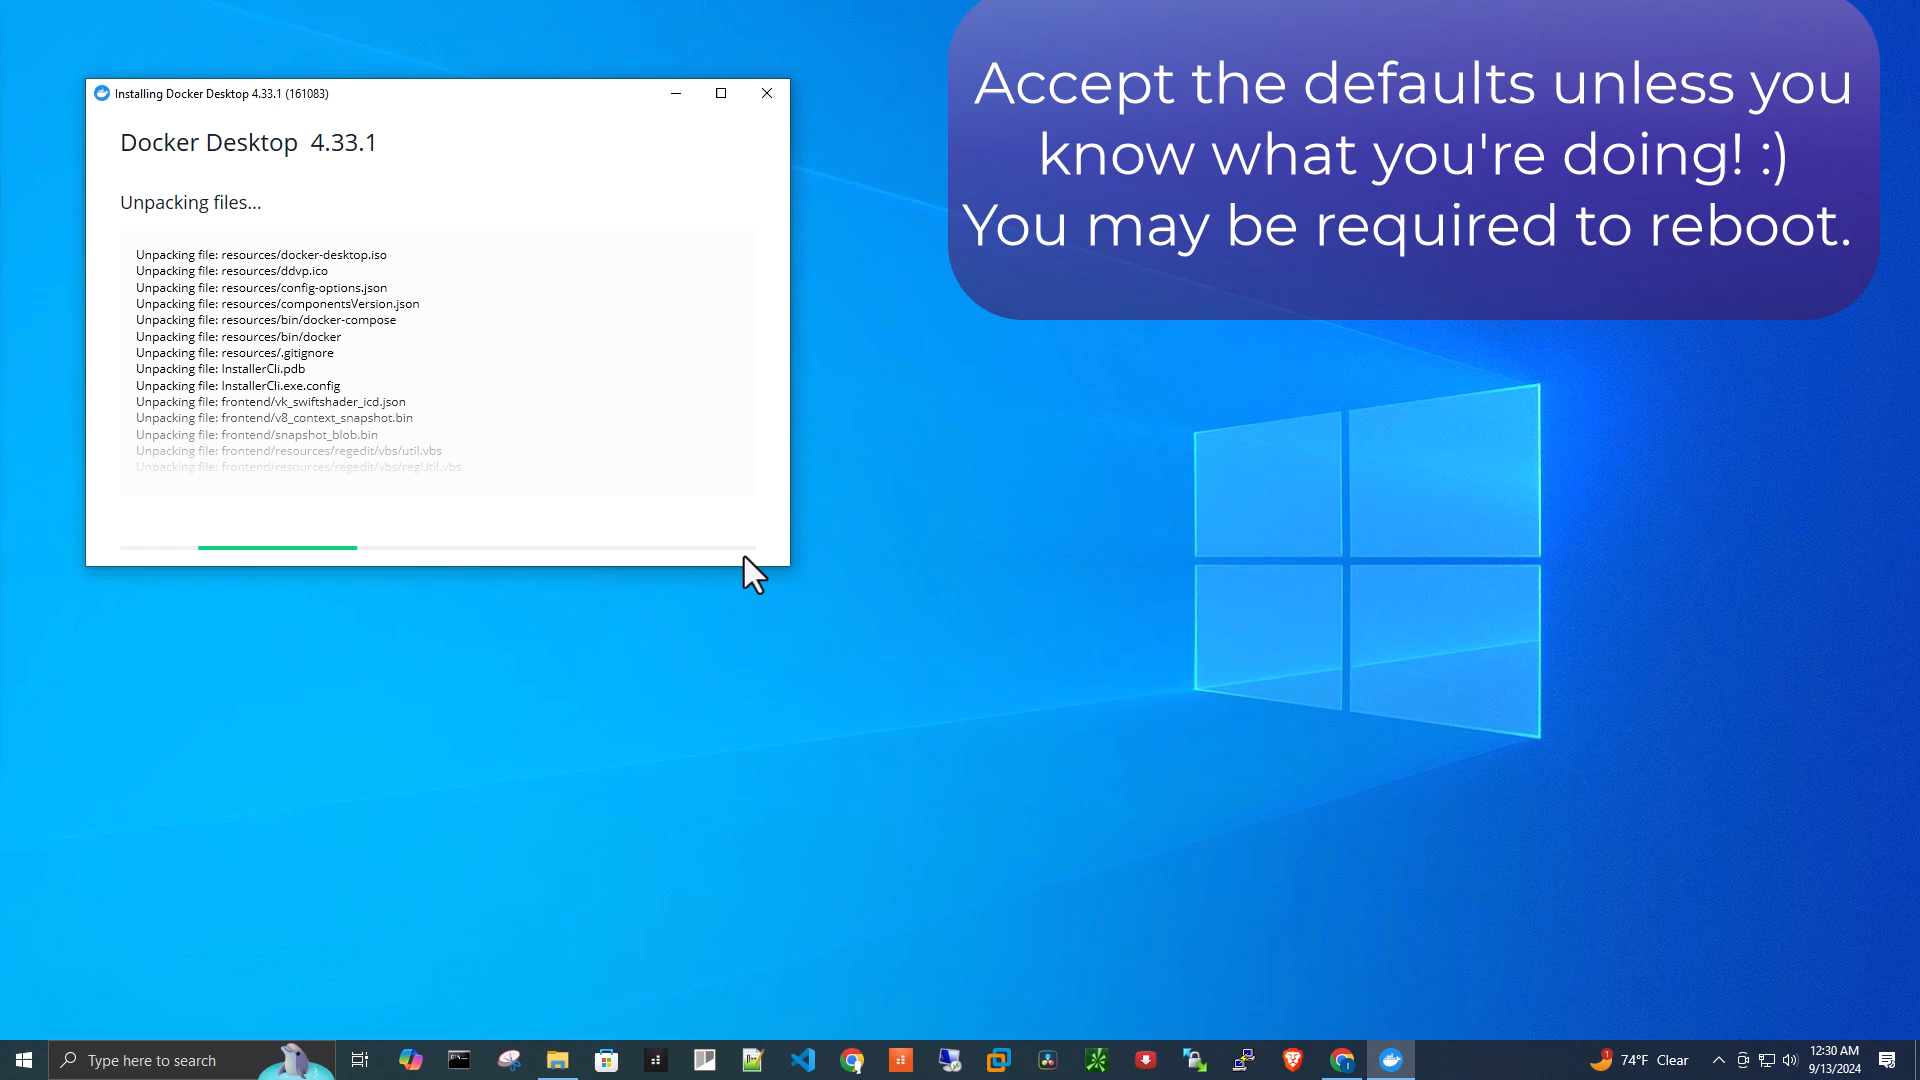 Installing Docker Desktop 4.33.1 (161083)
Docker Desktop 4.33.1
Unpacking files...
Unpacking file: resources/docker-desktop.iso
Unpacking file: resources/ddvp.ico
Unpacking file: resources/config-options.json
Unpacking file: resources/componentsVersion.json
Unpacking file: resources/bin/docker-compose
Unpacking file: resources/bin/docker
Unpacking file: resources/.gitignore
Unpacking file: InstallerCli.pdb
Unpacking file: InstallerCli.exe.config
Unpacking file: frontend/vk_swiftshader_icd.json
Unpacking file: frontend/v8_context_snapshot.bin
Unpacking file: frontend/snapshot_blob.bin
Unpacking file: frontend/resources/regedit/vbs/util.vbs
Unpacking file: frontend/resources/regedit/vbs/regUtil.vbs
Accept the defaults unless you
know what you're doing! :)
You may be required to reboot.
Type here to search
1
74°F Clear
12:30 AM
9/13/2024